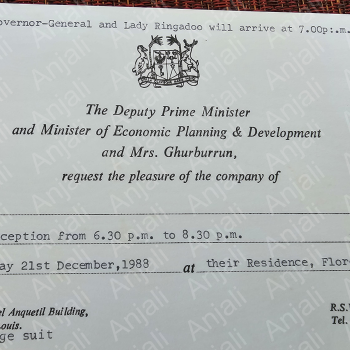 overnor-General and Lady Ringadoo will arrive at 7.00p:.m.
The Deputy Prime Minister
and Minister of Economic Planning & Development
and Mrs. Ghurburrun,
request the pleasure of the company of
ception from 6.30 p.m. to 8.30 p.m.
ay 21st December,1988 at their Residence, Flor
el Anquetil Building,
Louis.
ge suit
R.S.
Tel.
Anjali